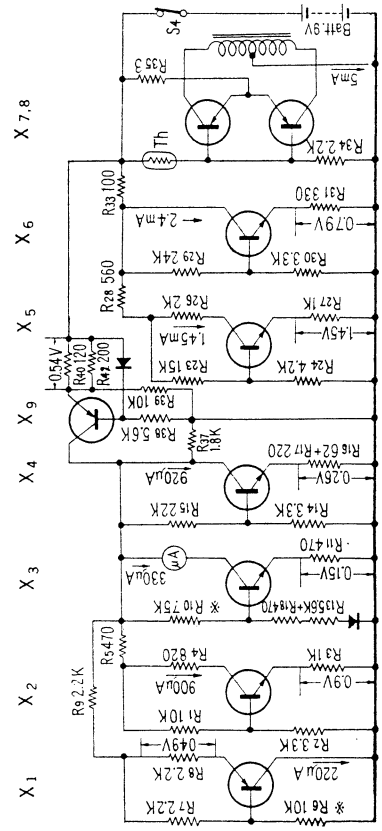 X1
X2
X3
X4
X9
X5
X6
X7,8
R9 2.2K
R7 2.2K
R8 2.2K
0.49V
※ R6 10K
220μA
R5 470
R1 10K
R4 820
900μA
R2 3.3K
R3 1K
0.9V
※ R10 75K
330μA
μA
R13 5.6K+R18 470
R11 470
0.15V
R15 22K
920μA
R14 3.3K
R16 62+R17 220
0.26V
R37 1.8K
R38 5.6K
R39 10K
0.54V
R40 120
R42 200
R28 560
R23 15K
R26 2K
1.45mA
R24 4.2K
R27 1K
1.45V
R33 100
R29 24K
2.4mA
R30 3.3K
R31 330
0.79V
Th
R35 3
R34 2.2K
5mA
S4
Batt.9V